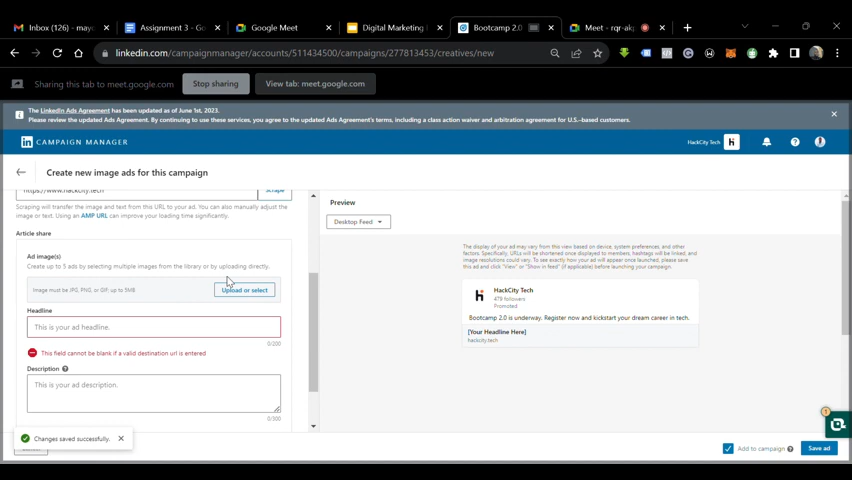 Inbox (126) - maye
Assignment 3 - Go
Google Meet
Digital Marketing
Bootcamp 2.0
Meet - rqr-ak
linkedin.com/campaignmanager/accounts/511434500/campaigns/277813453/creatives/new
Sharing this tab to meet.google.com
Stop sharing
View tab: meet.google.com
The LinkedIn Ads Agreement has been updated as of June 1st, 2023.
Please review the updated Ads Agreement. By continuing to use these services, you agree to the updated Ads Agreement's terms, including a class action waiver and arbitration agreement for U.S.-based customers.
in CAMPAIGN MANAGER
HackCity Tech
Create new image ads for this campaign
https://www.hackcity.tech
Scrape
Scraping will transfer the image and text from this URL to your ad. You can also manually adjust the
image or text. Using an AMP URL can improve your loading time significantly.
Article share
Ad image(s)
Create up to 5 ads by selecting multiple images from the library or by uploading directly.
Image must be JPG, PNG, or GIF; up to 5MB
Upload or select
Headline
This is your ad headline.
0/200
This field cannot be blank if a valid destination url is entered
Description
This is your ad description.
0/300
Changes saved successfully.
Preview
Desktop Feed
The display of your ad may vary from this view based on device, system preferences, and other
factors. Specifically, URLs will be shortened once displayed to members; hashtags will be linked; and
image resolutions could vary. To see exactly how your ad will appear once launched, please save
this ad and click "View" or "Show in feed" (if applicable) before launching your campaign.
HackCity Tech
479 followers
Promoted
Bootcamp 2.0 is underway. Register now and kickstart your dream career in tech.
[Your Headline Here]
hackcity.tech
1
Add to campaign
Save ad